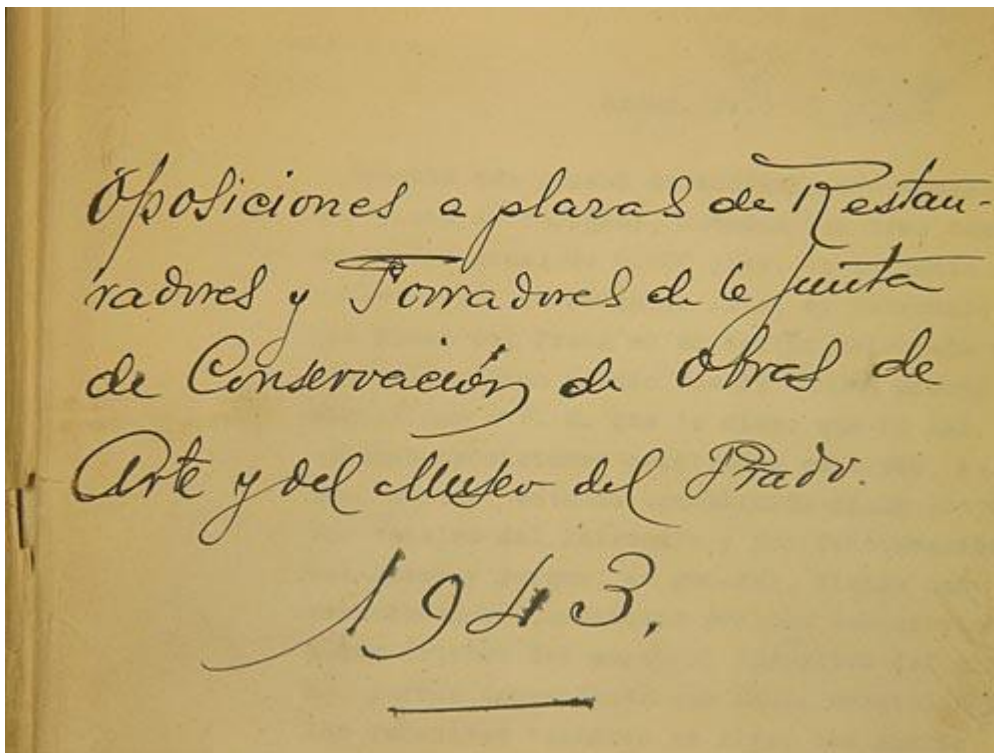 Oposiciones a plazas de Restau-
radores y Forradores de la Junta
de Conservación de Obras de
Arte y del Museo del Prado.
1943.